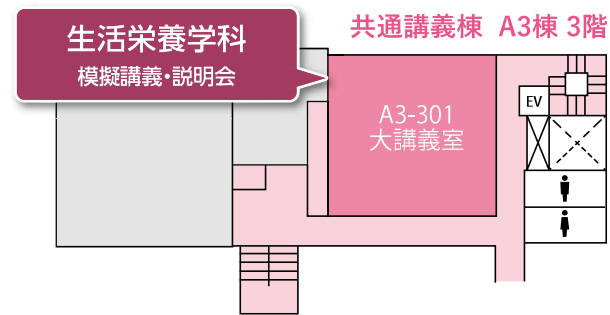 生活栄養学科
模擬講義・説明会
共通講義棟 A3棟 3階
A3-301
大講義室
EV